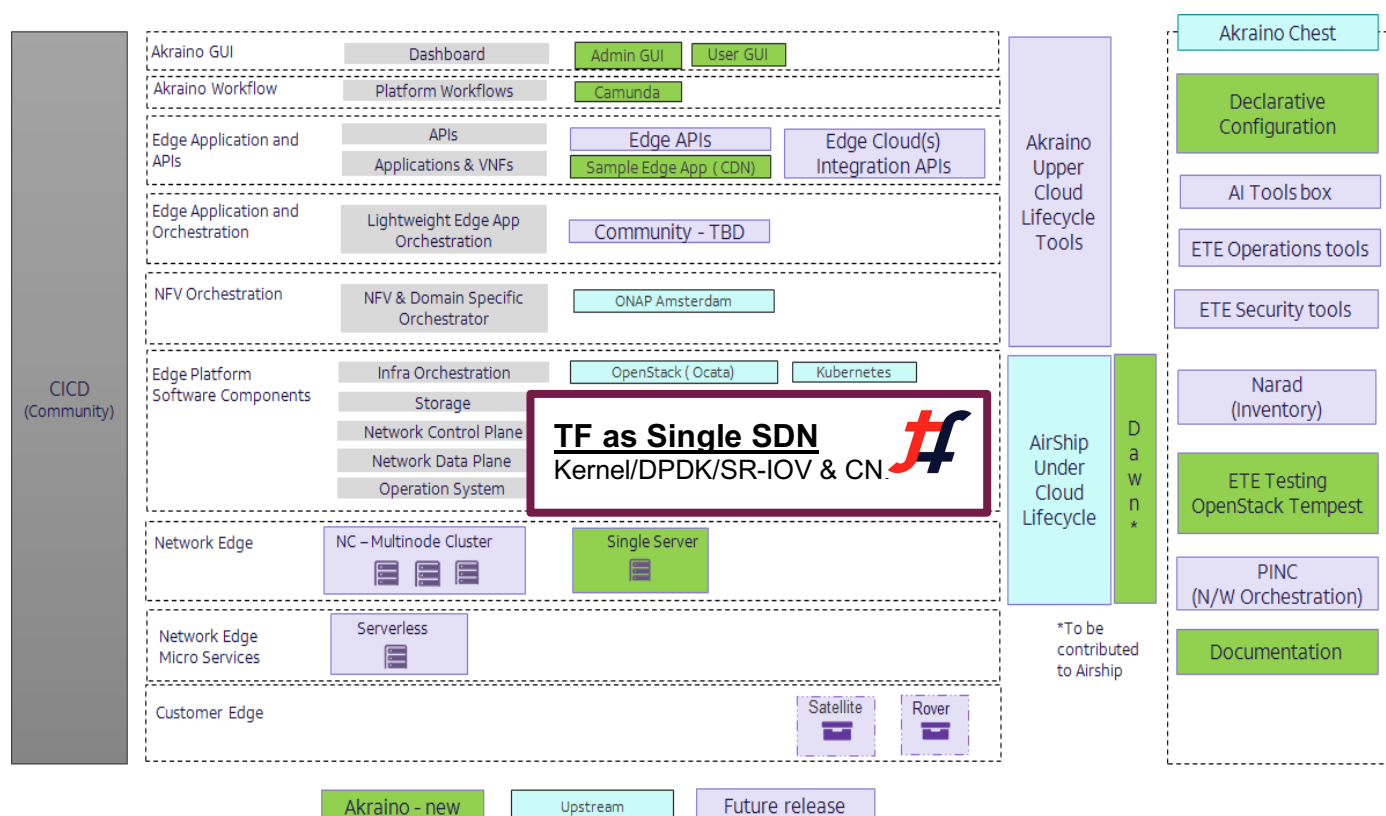 Akraino GUI
Dashboard
Admin GUI
User GUI
Akraino Workflow
Platform Workflows
Camunda
Edge Application and
APIs
APIs
Applications & VNFs
Edge APIs
Sample Edge App ( CDN)
Edge Cloud(s)
Integration APIs
Edge Application and
Orchestration
Lightweight Edge App
Orchestration
Community - TBD
NFV Orchestration
NFV & Domain Specific
Orchestrator
ONAP Amsterdam
Edge Platform
Software Components
Infra Orchestration
Storage
Network Control Plane
Network Data Plane
Operation System
OpenStack ( Ocata)
Kubernetes
TF as Single SDN
Kernel/DPDK/SR-IOV & CN
Network Edge
NC – Multinode Cluster
Single Server
Network Edge
Micro Services
Serverless
Customer Edge
Satellite
Rover
CICD
(Community)
Akraino
Upper
Cloud
Lifecycle
Tools
AirShip
Under
Cloud
Lifecycle
D
a
w
n
*
*To be
contributed
to Airship
Akraino Chest
Declarative
Configuration
AI Tools box
ETE Operations tools
ETE Security tools
Narad
(Inventory)
ETE Testing
OpenStack Tempest
PINC
(N/W Orchestration)
Documentation
Akraino - new
Upstream
Future release